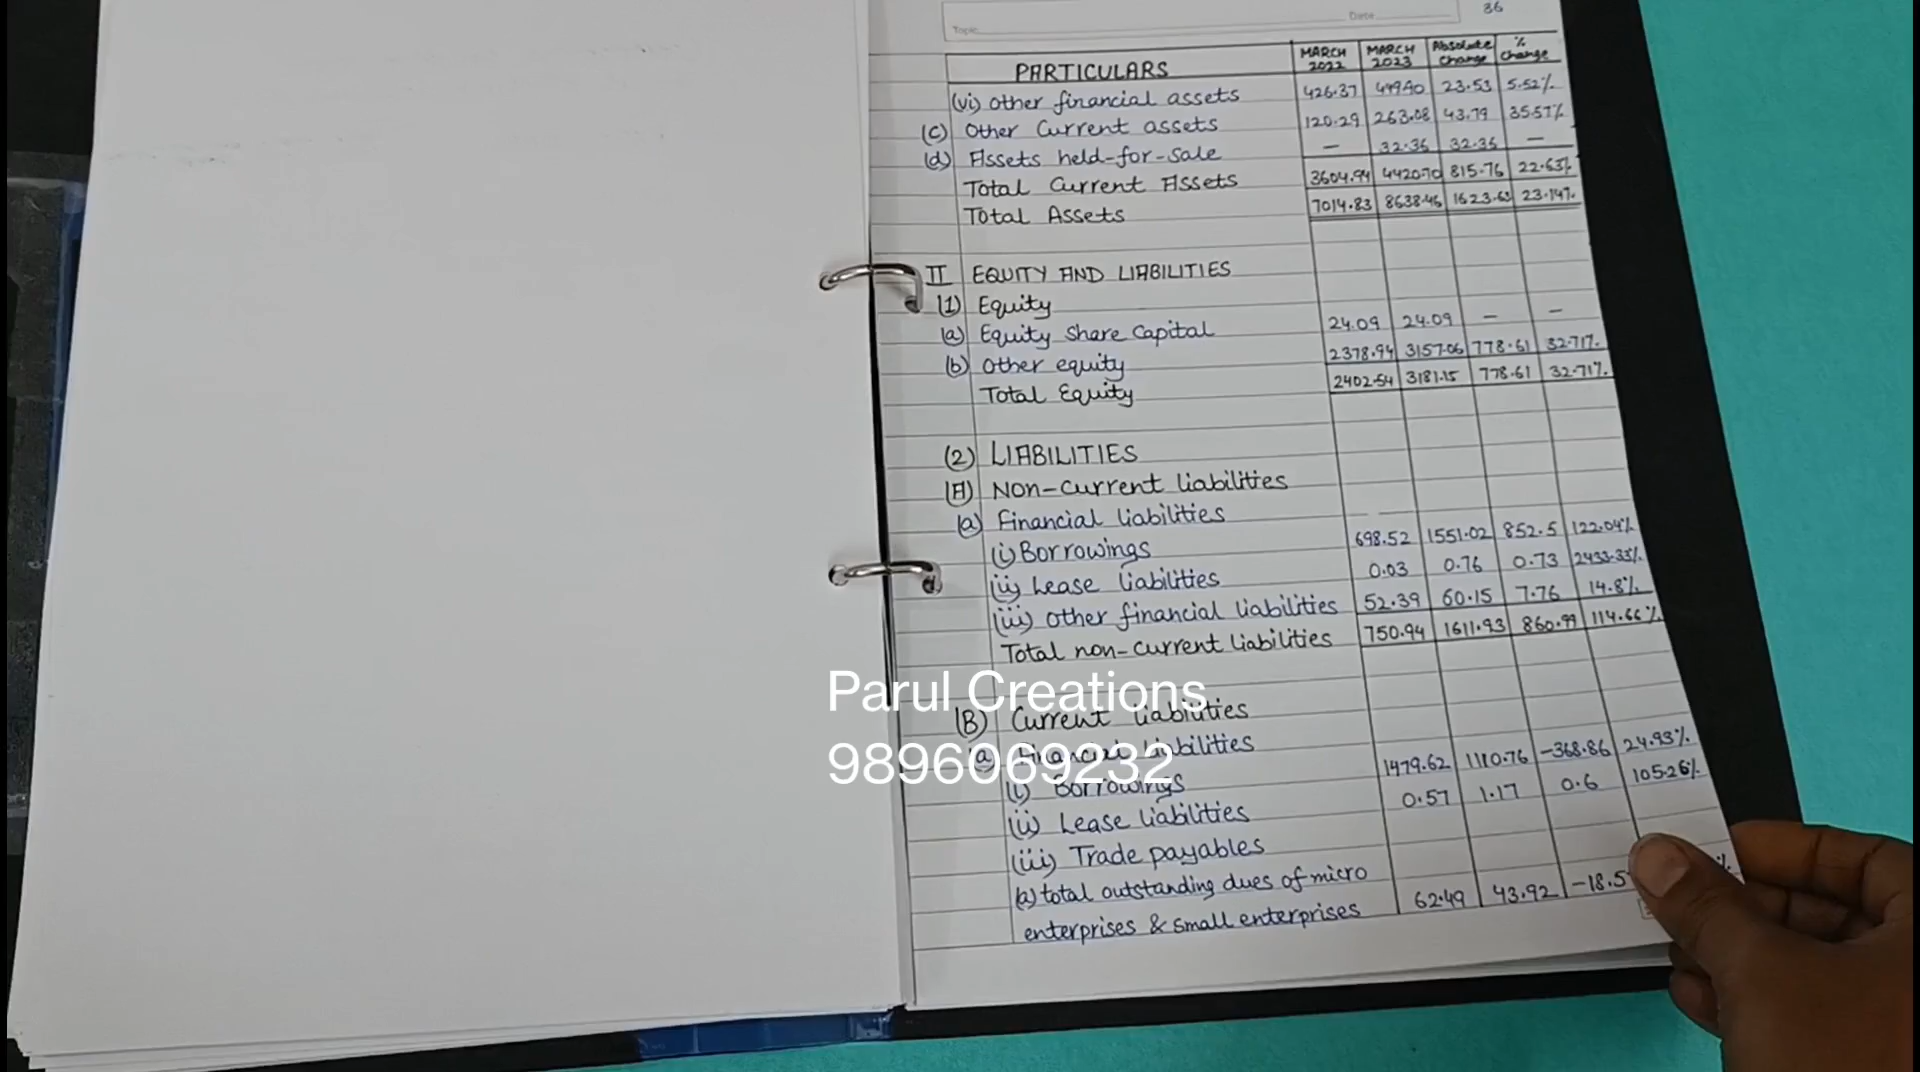 36
Topic Date
PARTICULARS MARCH 2022 MARCH 2023 Absolute Change % Change
(vi) Other financial assets 426.37 449.90 23.53 5.52%
(c) Other Current assets 120.29 263.08 43.79 35.57%
(d) Assets held-for-sale — 32.36 32.36 —
Total Current Assets 3604.94 4420.70 815.76 22.63%
Total Assets 7014.83 8638.46 1623.63 23.14%
II EQUITY AND LIABILITIES
(1) Equity
(a) Equity Share Capital 24.09 24.09 — —
(b) Other equity 2378.94 3157.06 778.61 32.71%
Total Equity 2402.54 3181.15 778.61 32.71%
(2) LIABILITIES
(A) Non-current liabilities
(a) Financial liabilities
(i) Borrowings 698.52 1551.02 852.5 122.04%
(ii) Lease liabilities 0.03 0.76 0.73 2433.33%
(iii) Other financial liabilities 52.39 60.15 7.76 14.8%
Total non-current liabilities 750.94 1611.93 860.99 114.66%
Parul Creations
(B) Current liabilities
(a) Financial liabilities
9896069232
(i) Borrowings 1479.62 1110.76 -368.86 24.93%
(ii) Lease liabilities 0.57 1.17 0.6 105.26%
(iii) Trade payables
(a) total outstanding dues of micro
enterprises & small enterprises 62.49 43.92 -18.5 %